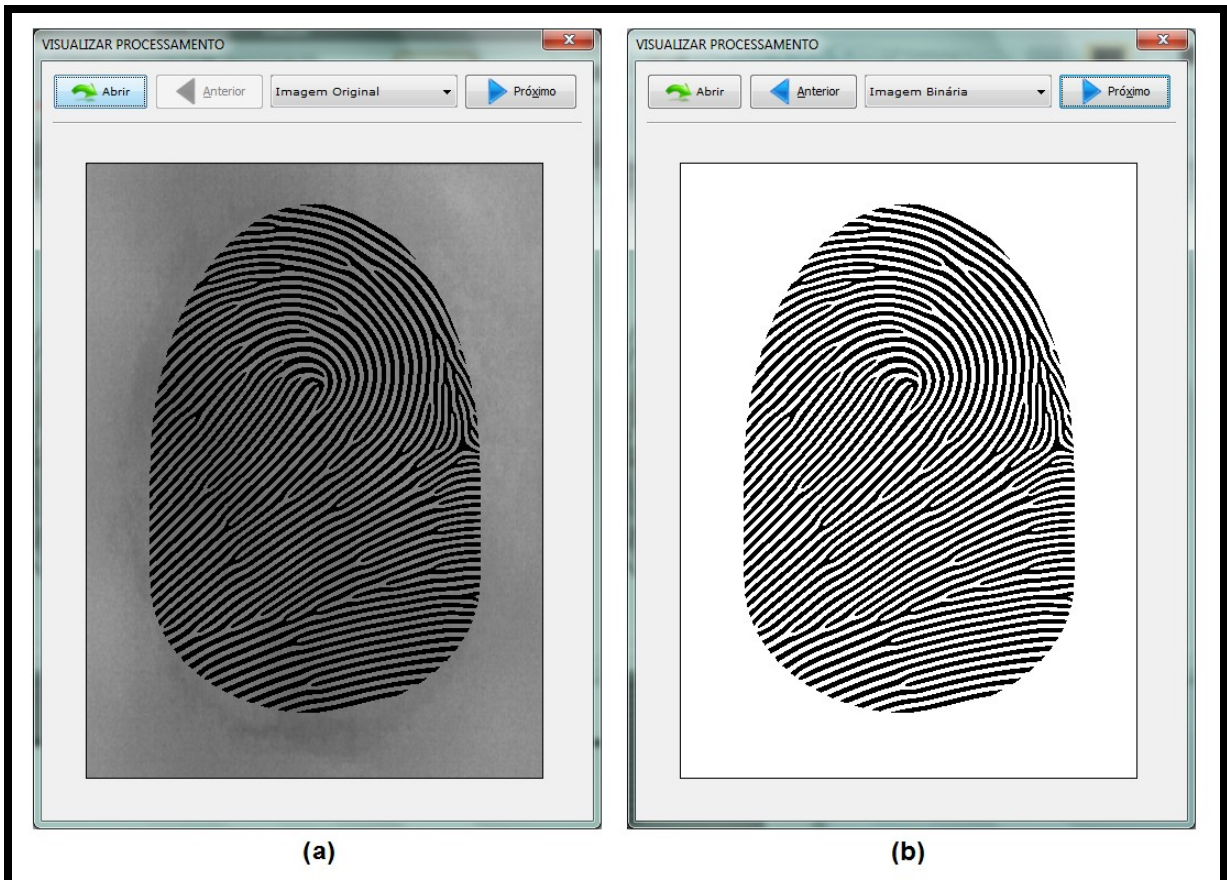 VISUALIZAR PROCESSAMENTO
Abrir
Anterior
Imagem Original
Próximo
(a)
VISUALIZAR PROCESSAMENTO
Abrir
Anterior
Imagem Binária
Próximo
(b)